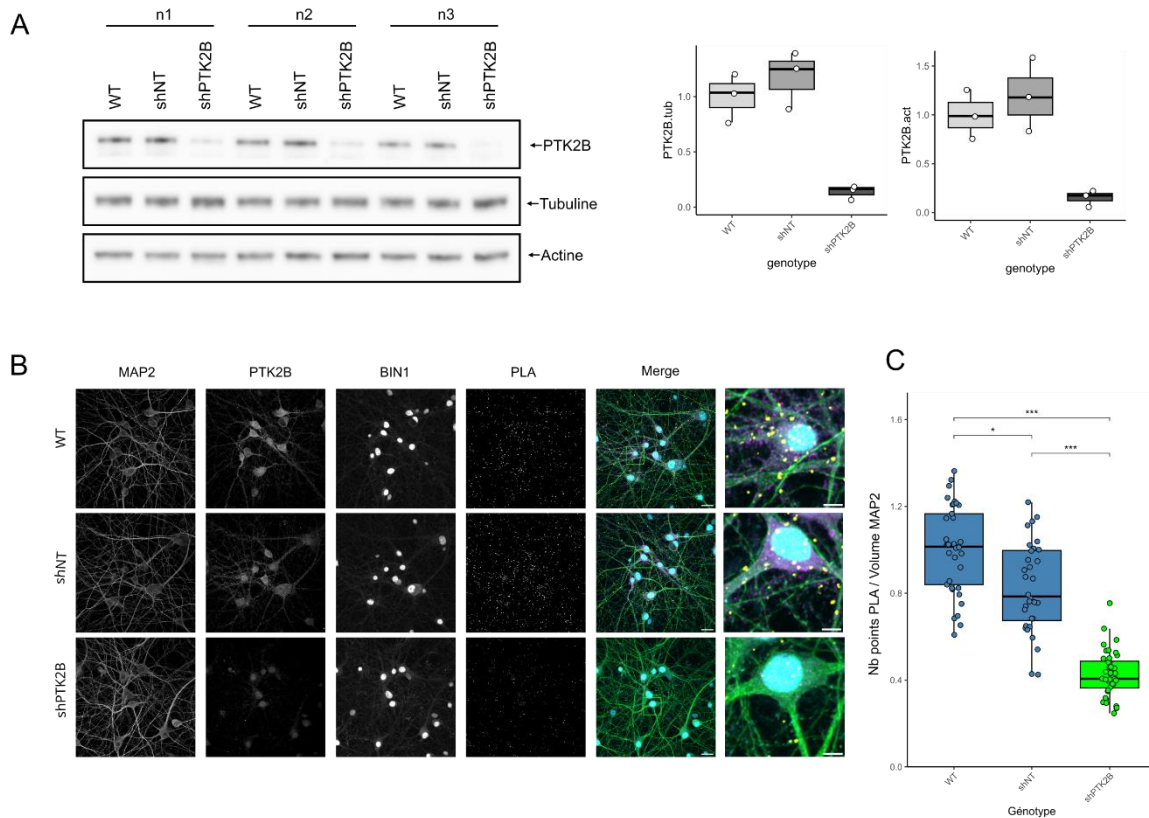 A
n1 n2 n3
WT shNT shPTK2B WT shNT shPTK2B WT shNT shPTK2B
←PTK2B
←Tubuline
←Actine
PTK2B.tub
1.0
0.5
0.0
WT shNT shPTK2B
genotype
PTK2B.act
1.5
1.0
0.5
0.0
WT shNT shPTK2B
genotype
B
MAP2 PTK2B BIN1 PLA Merge
WT
shNT
shPTK2B
C
Nb points PLA / Volume MAP2
1.6
1.2
0.8
0.4
0.0
***
*
***
WT shNT shPTK2B
Génotype